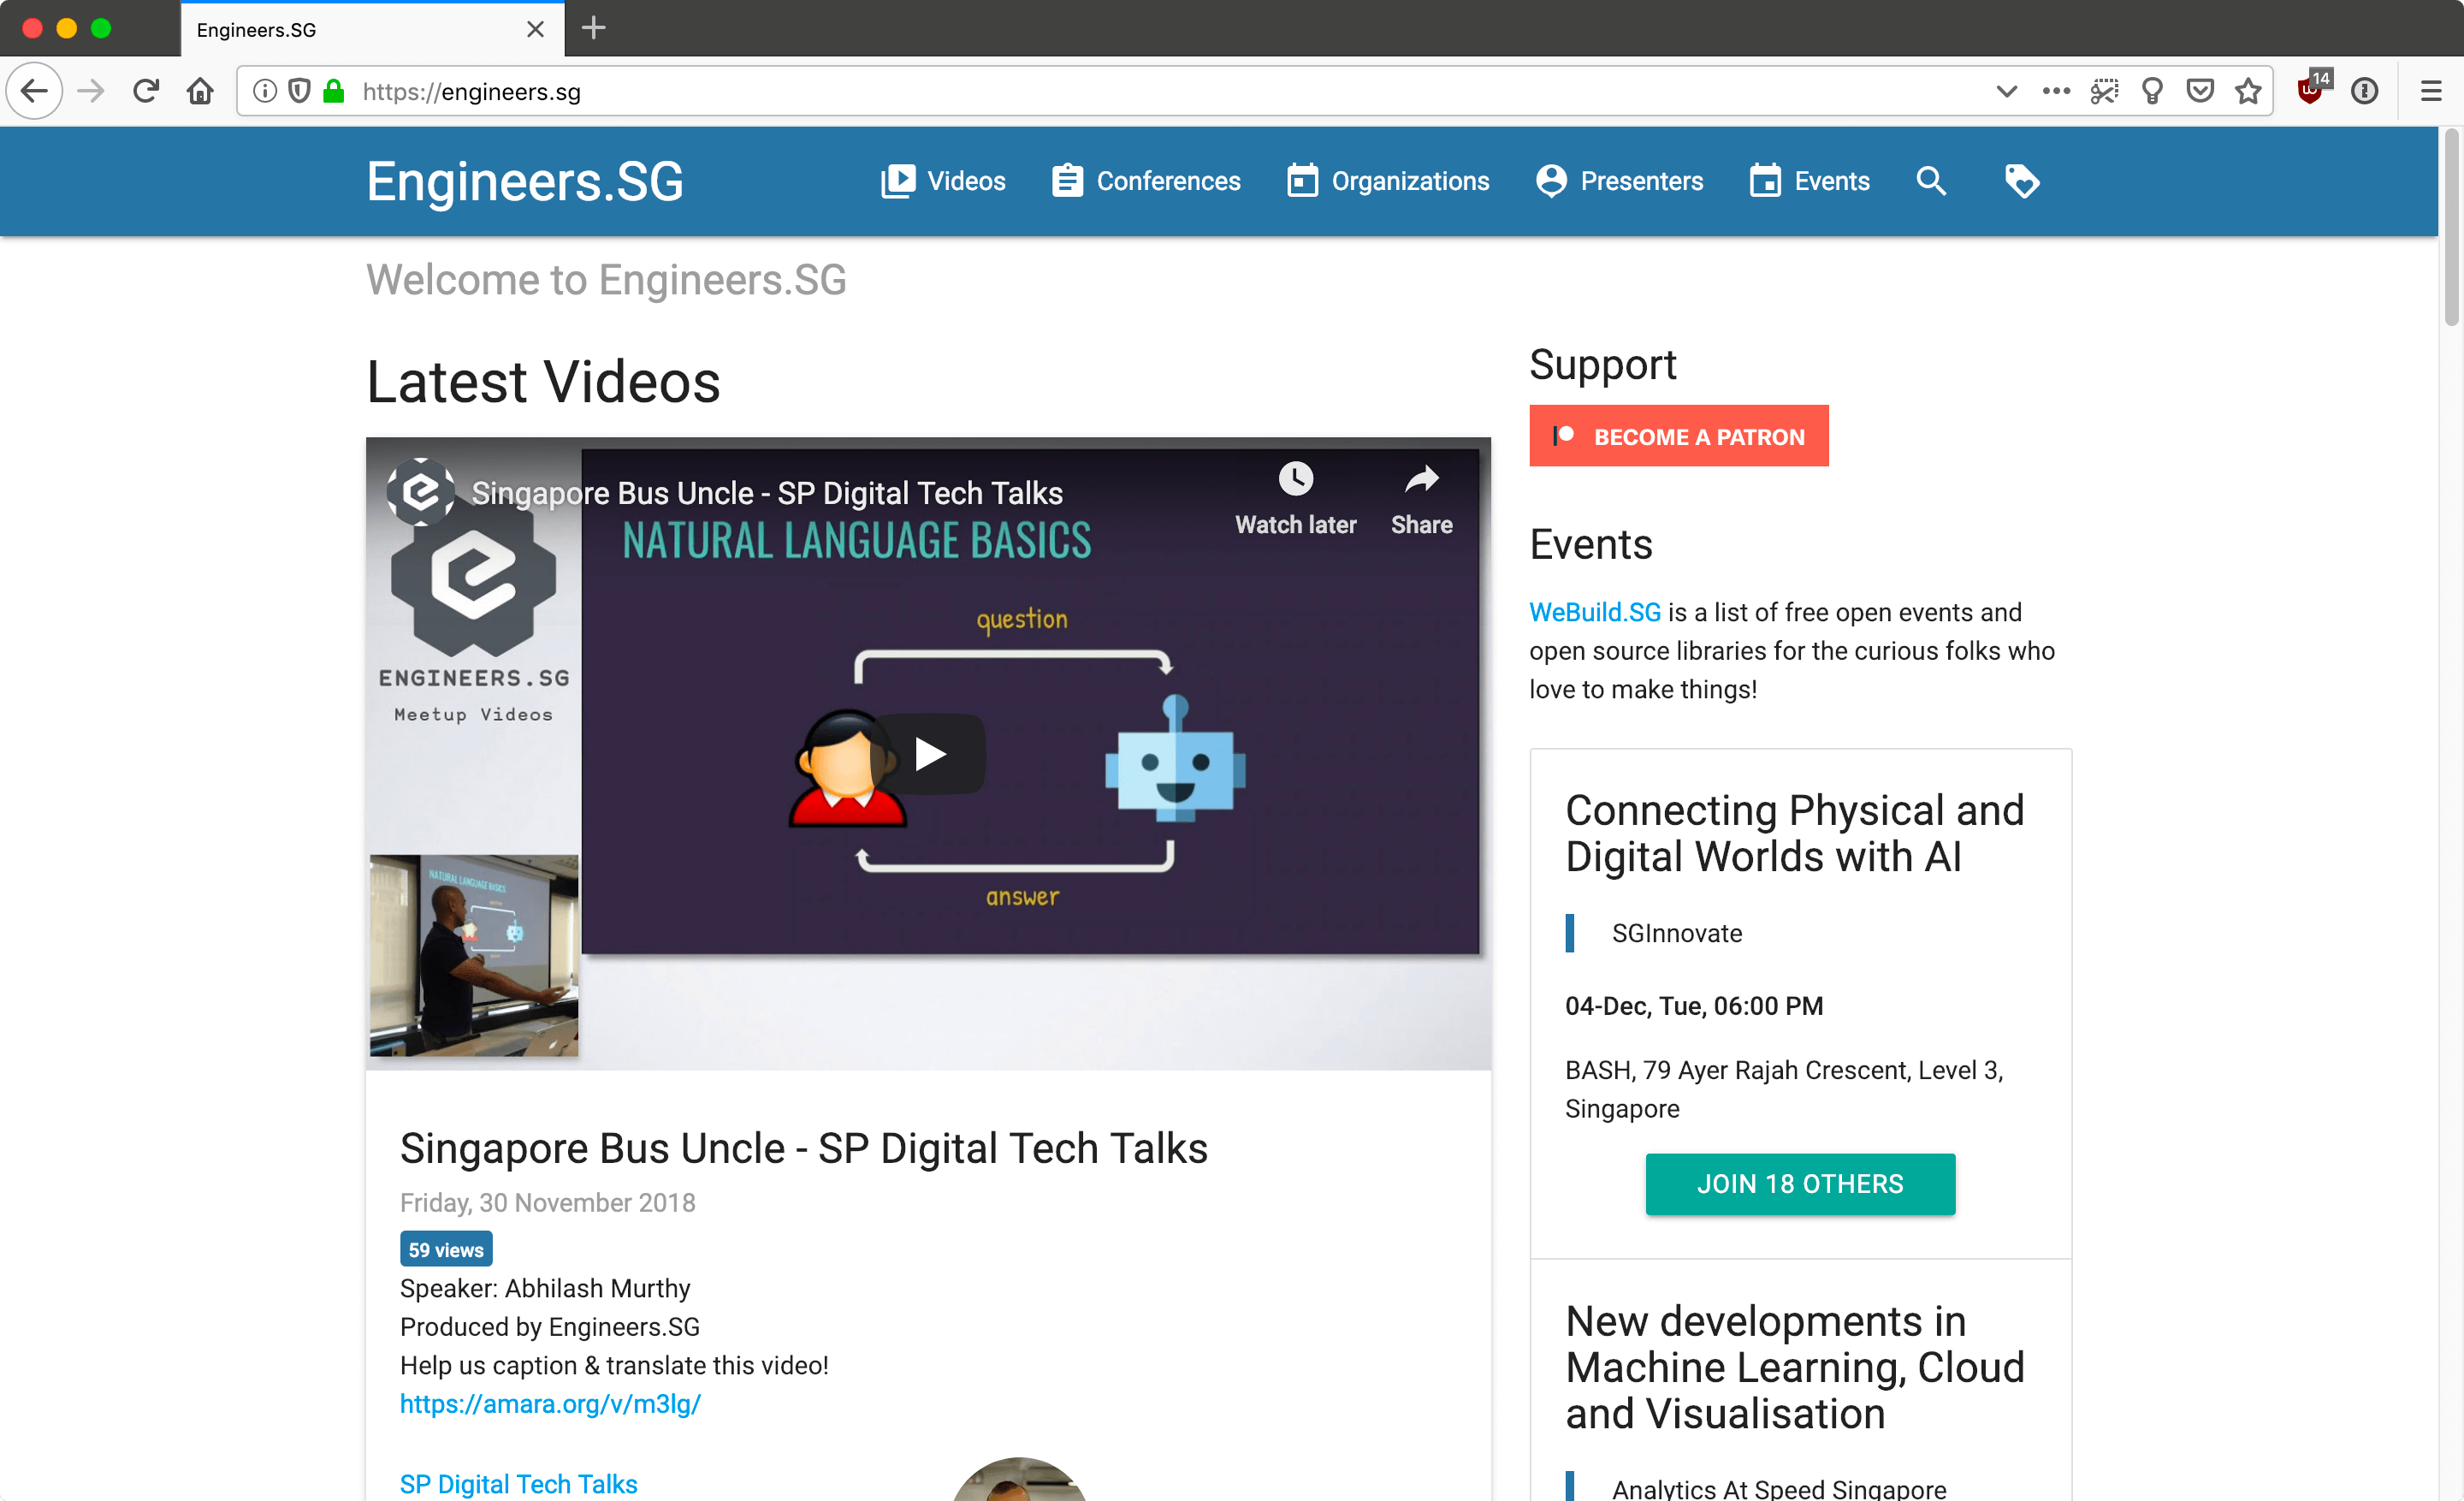 Engineers.SG
14
https://engineers.sg
Engineers.SG
Videos
Conferences
Organizations
Presenters
Events
Welcome to Engineers.SG
Latest Videos
Singapore Bus Uncle - SP Digital Tech Talks
Watch later
Share
NATURAL LANGUAGE BASICS
question
answer
ENGINEERS.SG
Meetup Videos
NATURAL LANGUAGE BASICS
Singapore Bus Uncle - SP Digital Tech Talks
Friday, 30 November 2018
59 views
Speaker: Abhilash Murthy
Produced by Engineers.SG
Help us caption & translate this video!
https://amara.org/v/m3lg/
SP Digital Tech Talks
Support
BECOME A PATRON
Events
WeBuild.SG is a list of free open events and
open source libraries for the curious folks who
love to make things!
Connecting Physical and
Digital Worlds with AI
SGInnovate
04-Dec, Tue, 06:00 PM
BASH, 79 Ayer Rajah Crescent, Level 3,
Singapore
JOIN 18 OTHERS
New developments in
Machine Learning, Cloud
and Visualisation
Analytics At Speed Singapore